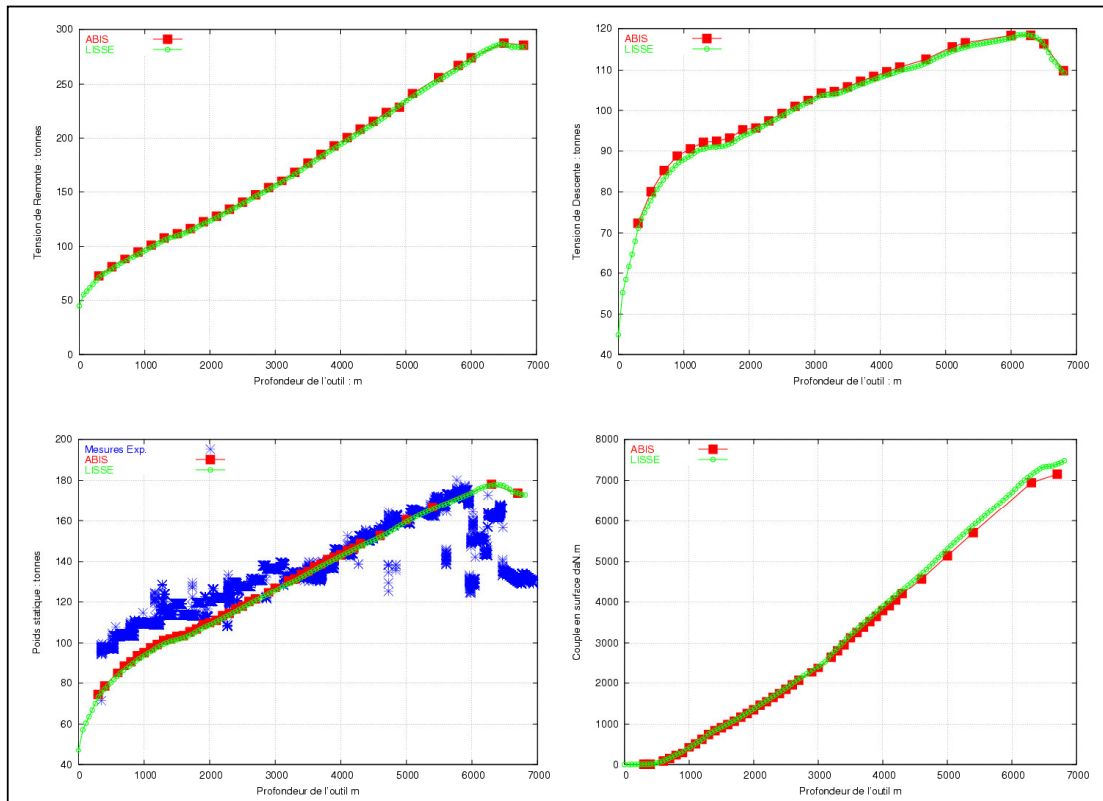 ABIS
LISSE
300
250
200
150
100
50
0
0 1000 2000 3000 4000 5000 6000 7000
Tension de Remonte : tonnes
Profondeur de l'outil : m
ABIS
LISSE
120
110
100
90
80
70
60
50
40
0 1000 2000 3000 4000 5000 6000 7000
Tension de Descente : tonnes
Profondeur de l'outil : m
Mesures Exp.
ABIS
LISSE
200
180
160
140
120
100
80
60
40
0 1000 2000 3000 4000 5000 6000 7000
Poids statique : tonnes
Profondeur de l'outil m
ABIS
LISSE
8000
7000
6000
5000
4000
3000
2000
1000
0
0 1000 2000 3000 4000 5000 6000 7000
Couple en surface daN.m
Profondeur de l'outil m